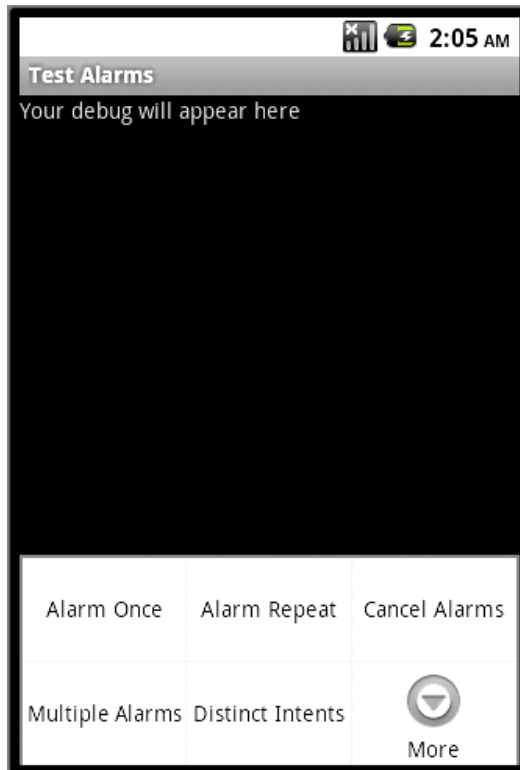 2:05 AM
Test Alarms
Your debug will appear here
Alarm Once Alarm Repeat Cancel Alarms
Multiple Alarms Distinct Intents More